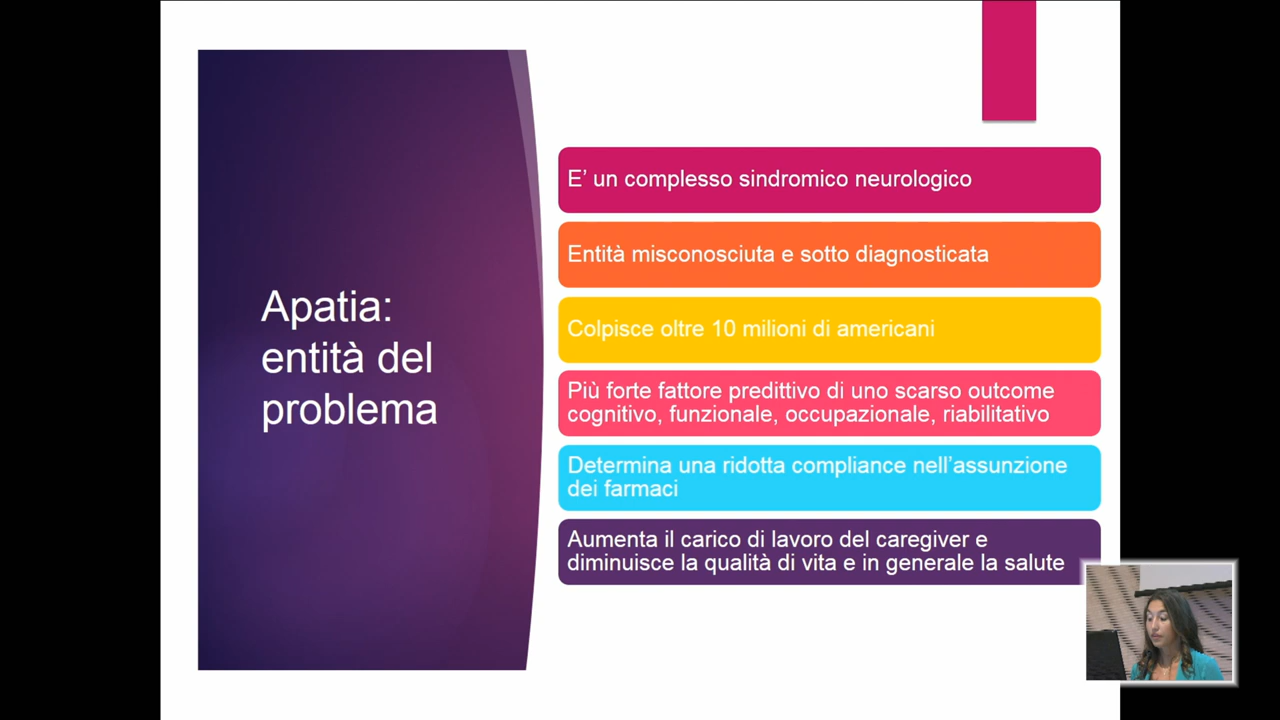 Apatia:
entità del
problema
E' un complesso sindromico neurologico
Entità misconosciuta e sotto diagnosticata
Colpisce oltre 10 milioni di americani
Più forte fattore predittivo di uno scarso outcome
cognitivo, funzionale, occupazionale, riabilitativo
Determina una ridotta compliance nell'assunzione
dei farmaci
Aumenta il carico di lavoro del caregiver e
diminuisce la qualità di vita e in generale la salute